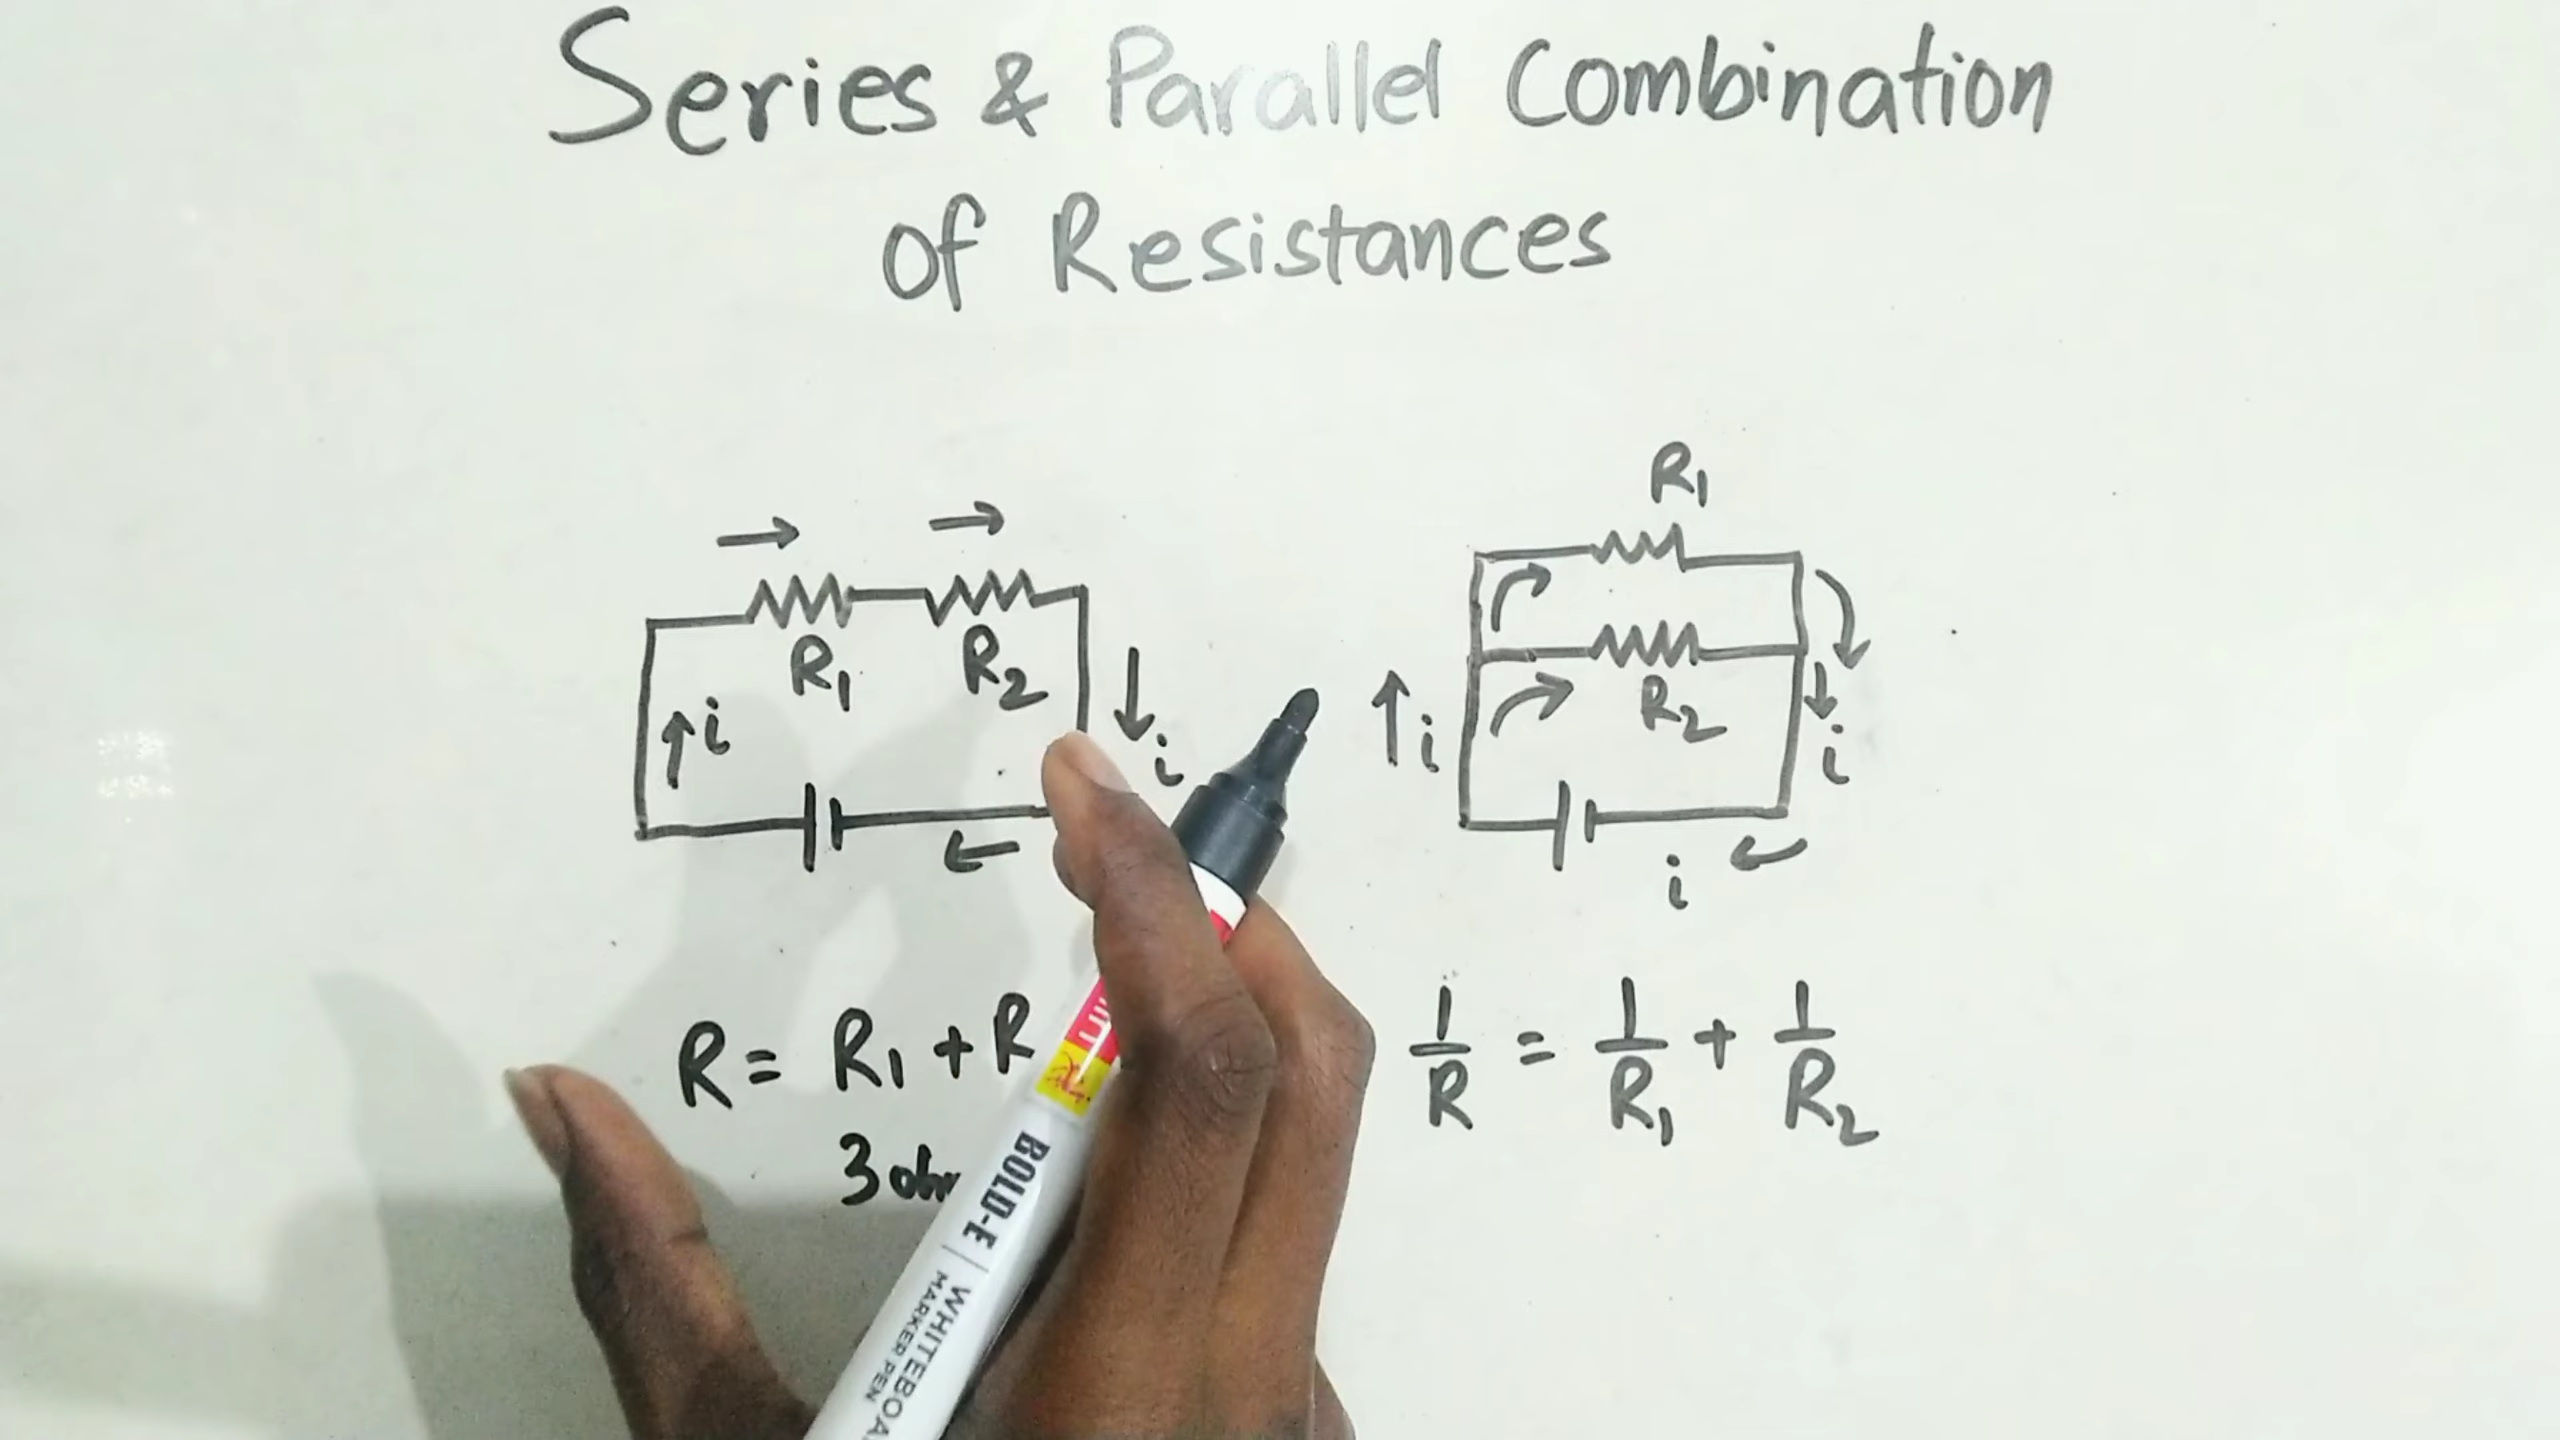 Series & Parallel Combination
of Resistances
R1
R1
R2
R2
i
i
i
i
i
R = R1 + R
1/R = 1/R1 + 1/R2
3 ohm
BOLD-E | WHITEBOA
MARKER PEN